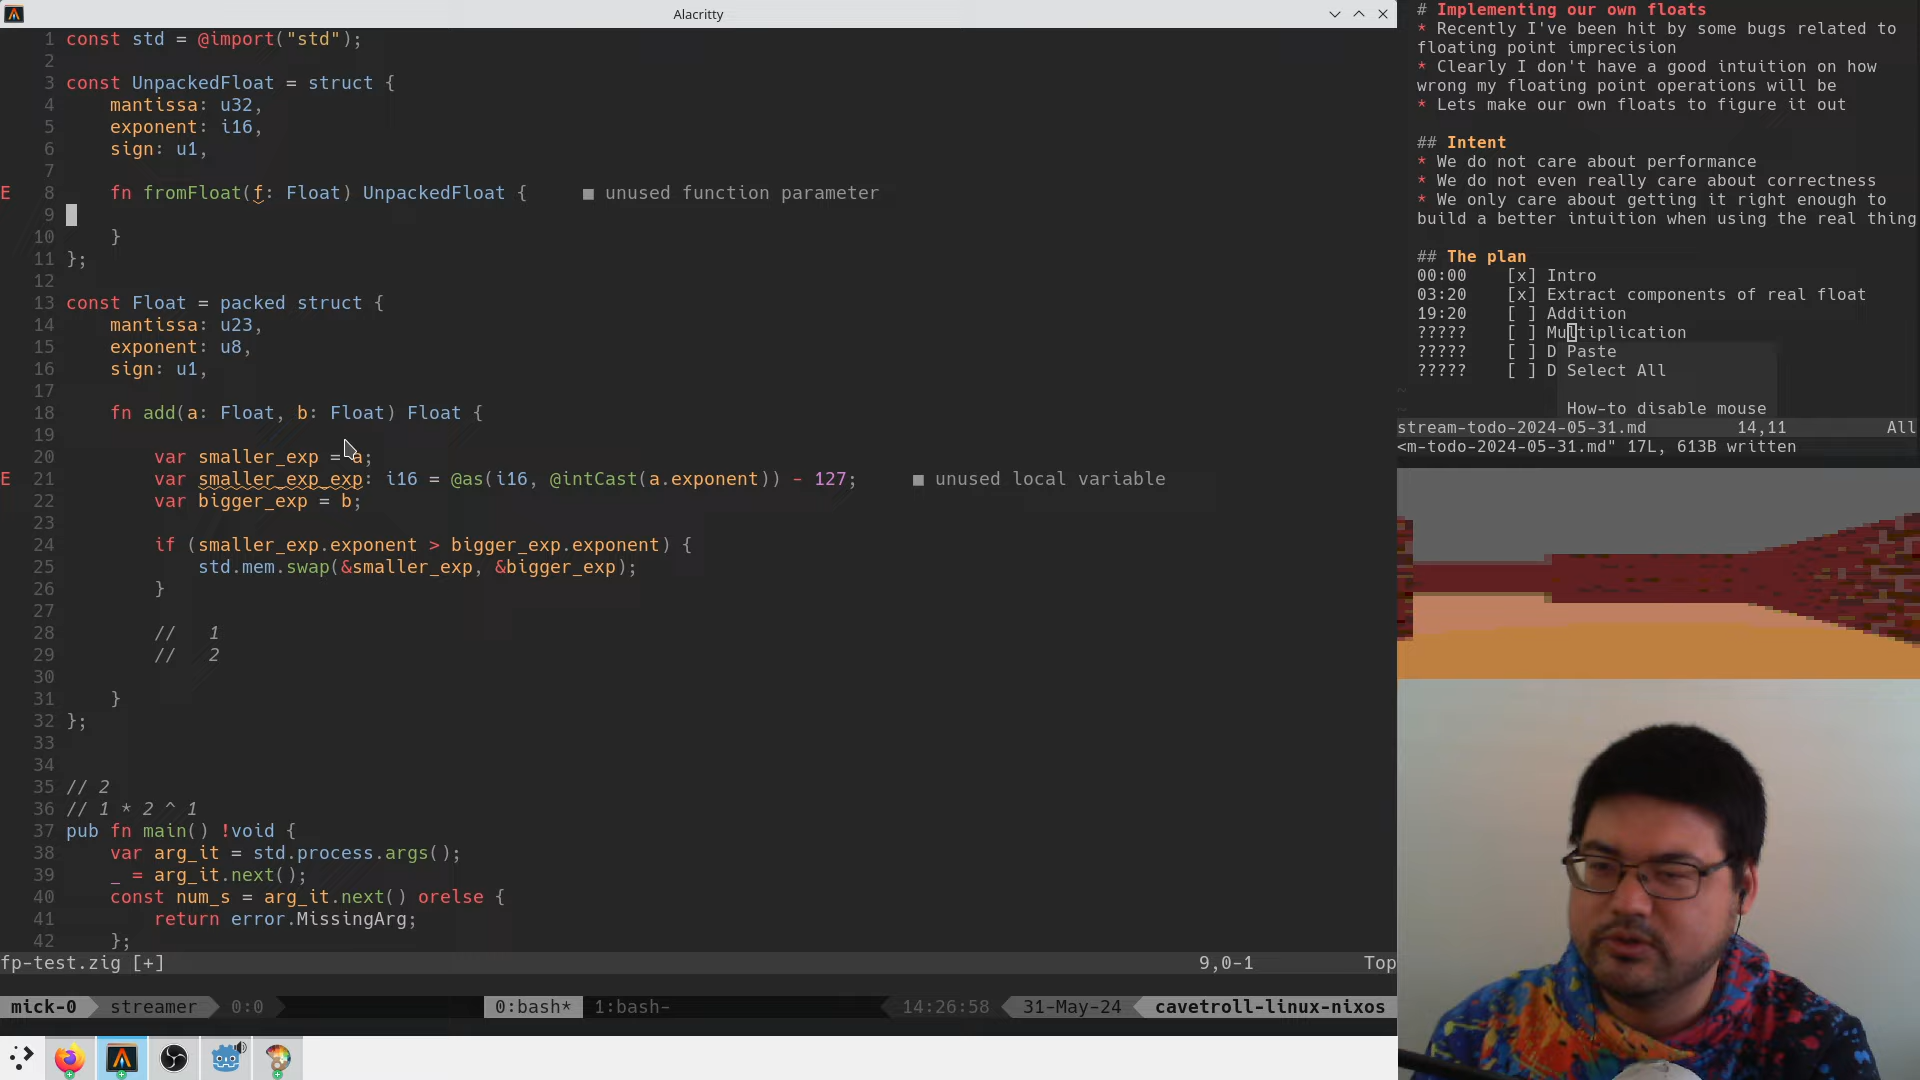 Alacritty
1 const std = @import("std");
2
3 const UnpackedFloat = struct {
4 mantissa: u32,
5 exponent: i16,
6 sign: u1,
7
E 8 fn fromFloat(f: Float) UnpackedFloat { ■ unused function parameter
9
10 }
11 };
12
13 const Float = packed struct {
14 mantissa: u23,
15 exponent: u8,
16 sign: u1,
17
18 fn add(a: Float, b: Float) Float {
19
20 var smaller_exp = a;
E 21 var smaller_exp_exp: i16 = @as(i16, @intCast(a.exponent)) - 127; ■ unused local variable
22 var bigger_exp = b;
23
24 if (smaller_exp.exponent > bigger_exp.exponent) {
25 std.mem.swap(&smaller_exp, &bigger_exp);
26 }
27
28 // 1
29 // 2
30
31 }
32 };
33
34
35 // 2
36 // 1 * 2 ^ 1
37 pub fn main() !void {
38 var arg_it = std.process.args();
39 _ = arg_it.next();
40 const num_s = arg_it.next() orelse {
41 return error.MissingArg;
42 };
fp-test.zig [+] 9,0-1 Top
mick-0 streamer 0:0 0:bash* 1:bash- 14:26:58 31-May-24 cavetroll-linux-nixos
# Implementing our own floats
* Recently I've been hit by some bugs related to
floating point imprecision
* Clearly I don't have a good intuition on how
wrong my floating point operations will be
* Lets make our own floats to figure it out
## Intent
* We do not care about performance
* We do not even really care about correctness
* We only care about getting it right enough to
build a better intuition when using the real thing
## The plan
00:00 [x] Intro
03:20 [x] Extract components of real float
19:20 [ ] Addition
????? [ ] Multiplication
????? [ ] D Paste
????? [ ] D Select All
~
~ How-to disable mouse
stream-todo-2024-05-31.md 14,11 All
<m-todo-2024-05-31.md" 17L, 613B written